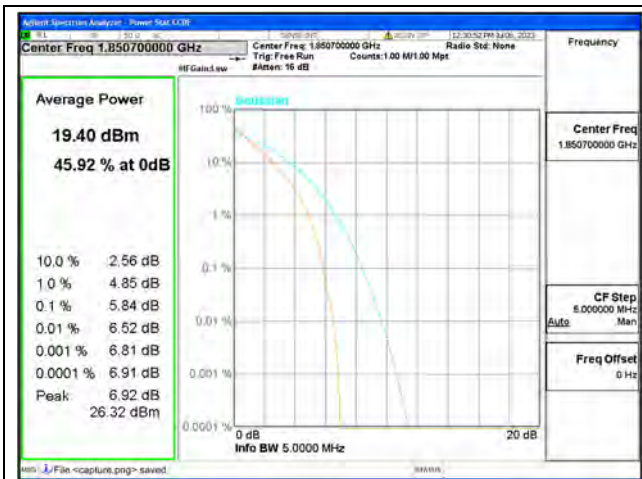 Agilent Spectrum Analyzer - Power Stat CCDF
Center Freq 1.850700000 GHz
Center Freq: 1.850700000 GHz
Radio Std: None
Trig: Free Run
Counts:1.00 M/1.00 Mpt
#IFGain:Low
#Atten: 16 dB
Frequency
Average Power
19.40 dBm
45.92 % at 0dB
10.0 % 2.56 dB
1.0 % 4.85 dB
0.1 % 5.84 dB
0.01 % 6.52 dB
0.001 % 6.81 dB
0.0001 % 6.91 dB
Peak 6.92 dB
26.32 dBm
Gaussian
100 %
10 %
1 %
0.1 %
0.01 %
0.001 %
0.0001 %
0 dB
20 dB
Info BW 5.0000 MHz
Center Freq
1.850700000 GHz
CF Step
5.000000 MHz
Auto Man
Freq Offset
0 Hz
MSG
File <capture.png> saved
STATUS